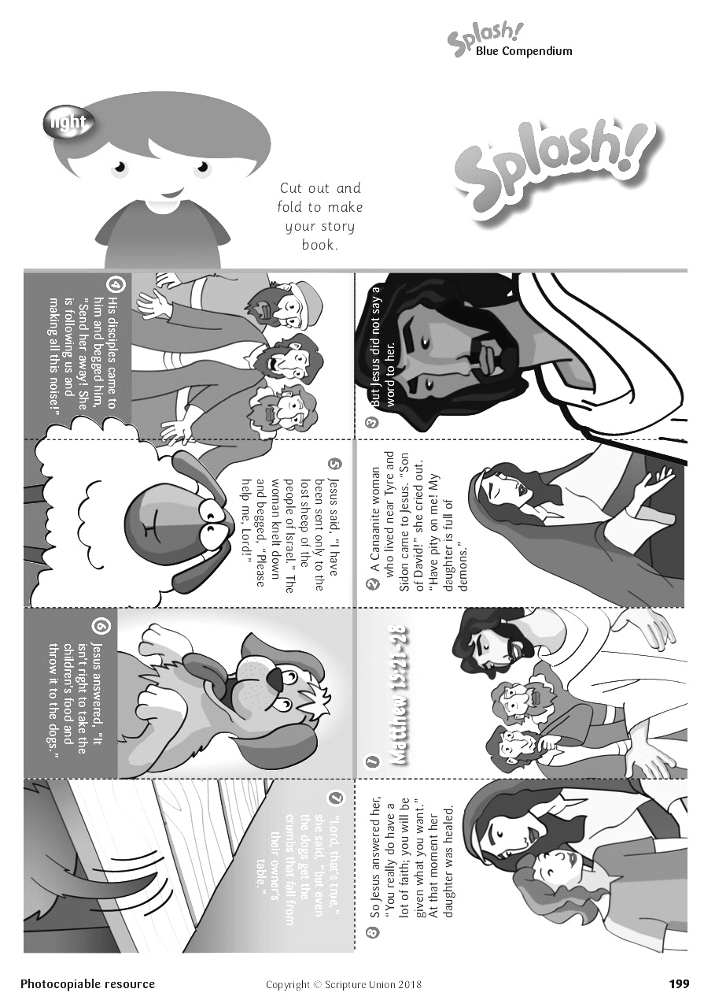 Splash!
Blue Compendium
light
Splash!
Cut out and
fold to make
your story
book.
1
Matthew 15:21-28
2 A Canaanite woman
who lived near Tyre and
Sidon came to Jesus. “Son
of David!” she cried out.
“Have pity on me! My
daughter is full of
demons.”
3 But Jesus did not say a
word to her.
4 His disciples came to
him and begged him,
“Send her away! She
is following us and
making all this noise!”
5 Jesus said, “I have
been sent only to the
lost sheep of the
people of Israel.” The
woman knelt down
and begged, “Please
help me, Lord!”
6 Jesus answered, “It
isn’t right to take the
children’s food and
throw it to the dogs.”
7 “Lord, that’s true,”
she said, “but even
the dogs get the
crumbs that fall from
their owner’s
table.”
8 So Jesus answered her,
“You really do have a
lot of faith; you will be
given what you want.”
At that moment her
daughter was healed.
Photocopiable resource
Copyright © Scripture Union 2018
199